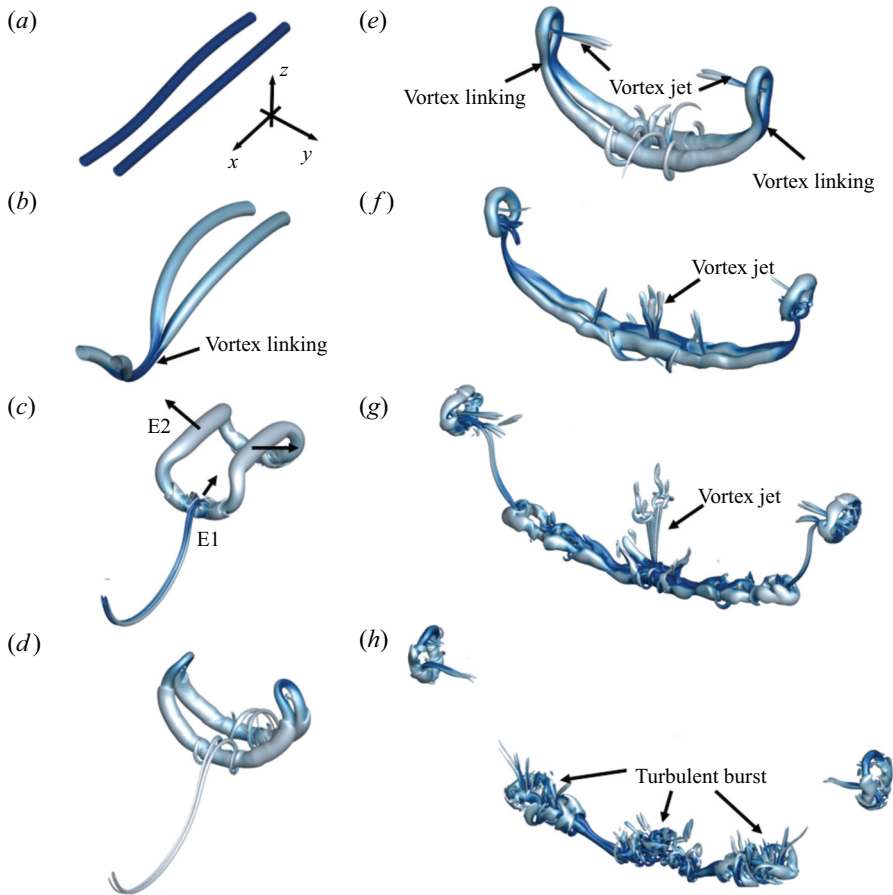 (a)
z
x
y
(b)
Vortex linking
(c)
E2
E1
(d)
(e)
Vortex jet
Vortex linking
Vortex linking
(f)
Vortex jet
(g)
Vortex jet
(h)
Turbulent burst